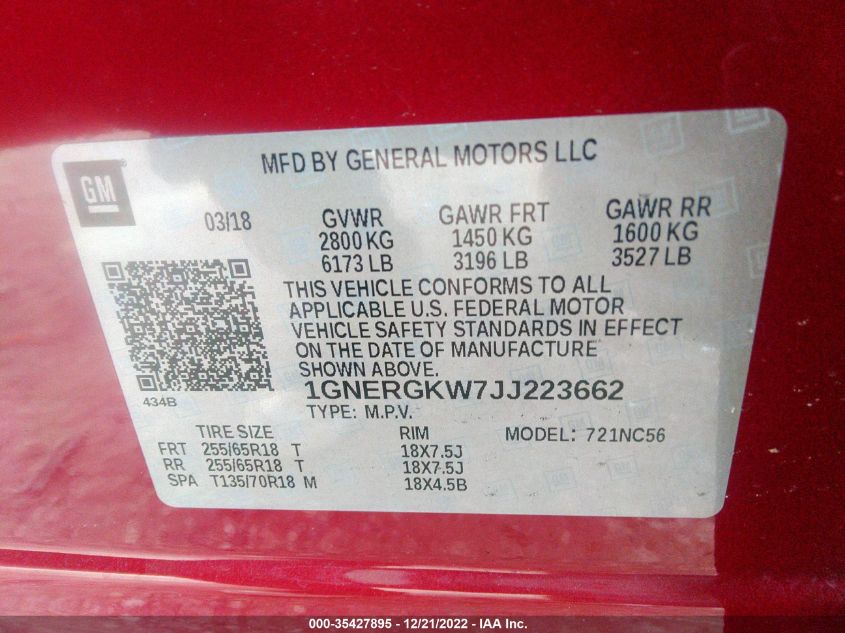 MFD BY GENERAL MOTORS LLC
GM
03/18 GVWR GAWR FRT GAWR RR
2800 KG 1450 KG 1600 KG
6173 LB 3196 LB 3527 LB
THIS VEHICLE CONFORMS TO ALL
APPLICABLE U.S. FEDERAL MOTOR
VEHICLE SAFETY STANDARDS IN EFFECT
ON THE DATE OF MANUFACTURE
SHOWN ABOVE.
434B
1GNERGKW7JJ223662
TYPE: M.P.V.
TIRE SIZE RIM MODEL: 721NC56
FRT 255/65R18 T 18X7.5J
RR 255/65R18 T 18X7.5J
SPA T135/70R18 M 18X4.5B
000-35427895 - 12/21/2022 - IAA Inc.